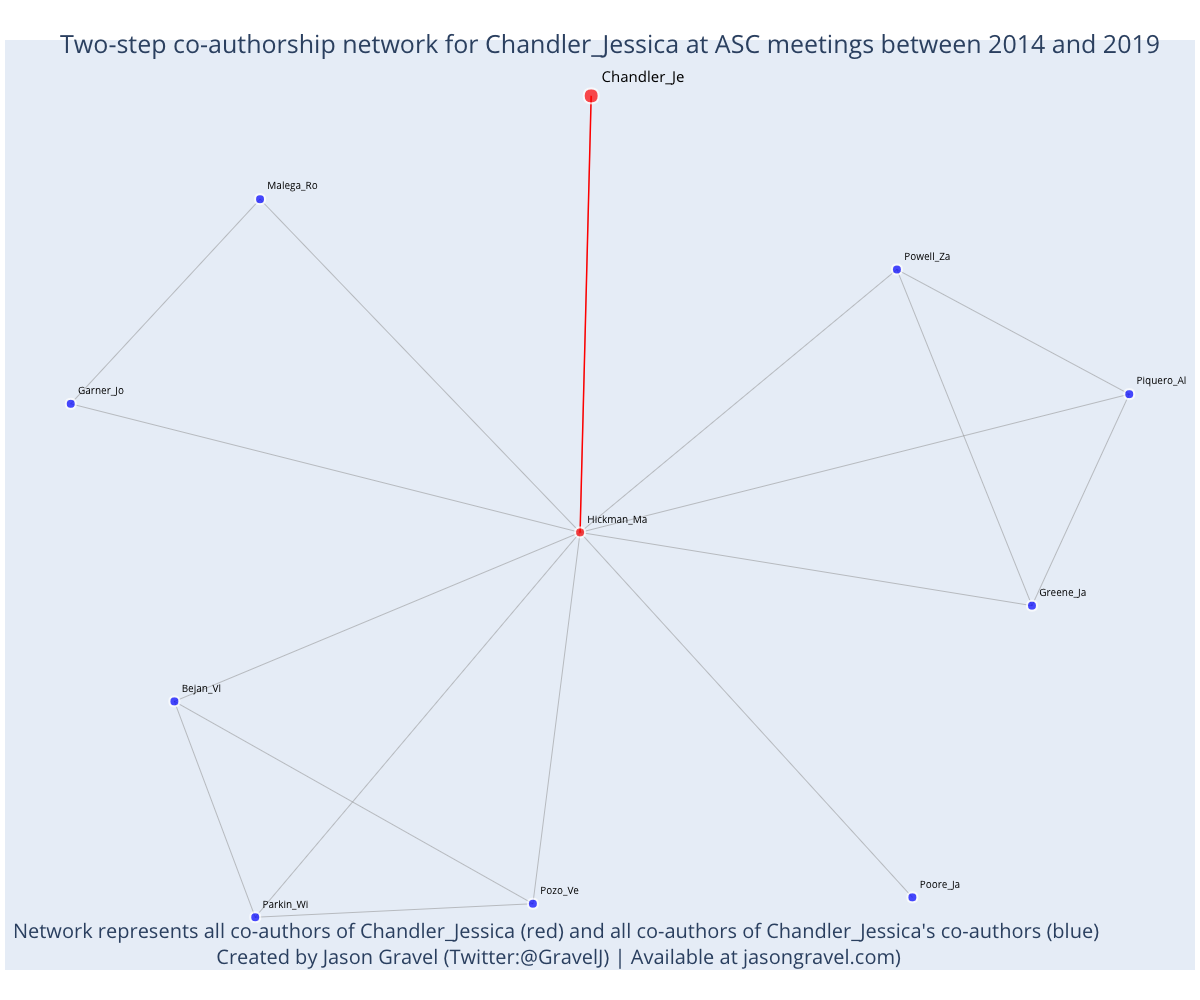 Two-step co-authorship network for Chandler_Jessica at ASC meetings between 2014 and 2019
Chandler_Je
Malega_Ro
Powell_Za
Piquero_Al
Garner_Jo
Hickman_Ma
Greene_Ja
Bejan_Vi
Poore_Ja
Pozo_Ve
Parkin_Wi
Network represents all co-authors of Chandler_Jessica (red) and all co-authors of Chandler_Jessica's co-authors (blue)
Created by Jason Gravel (Twitter:@GravelJ) | Available at jasongravel.com)